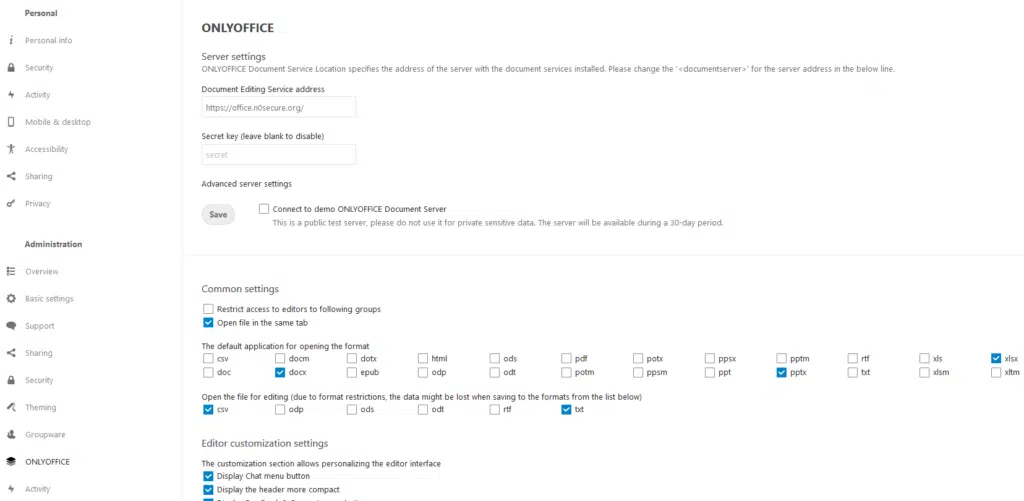 Personal
Personal info
Security
Activity
Mobile & desktop
Accessibility
Sharing
Privacy
Administration
Overview
Basic settings
Support
Sharing
Security
Theming
Groupware
ONLYOFFICE
Activity
ONLYOFFICE
Server settings
ONLYOFFICE Document Service Location specifies the address of the server with the document services installed. Please change the '<documentserver>' for the server address in the below line.
Document Editing Service address
https://office.n0secure.org/
Secret key (leave blank to disable)
secret
Advanced server settings
Save
Connect to demo ONLYOFFICE Document Server
This is a public test server, please do not use it for private sensitive data. The server will be available during a 30-day period.
Common settings
Restrict access to editors to following groups
Open file in the same tab
The default application for opening the format
csv docm dotx html ods pdf potx ppsx pptm rtf xls xlsx
doc docx epub odp odt potm ppsm ppt pptx txt xlsm xltm
Open the file for editing (due to format restrictions, the data might be lost when saving to the formats from the list below)
csv odp ods odt rtf txt
Editor customization settings
The customization section allows personalizing the editor interface
Display Chat menu button
Display the header more compact